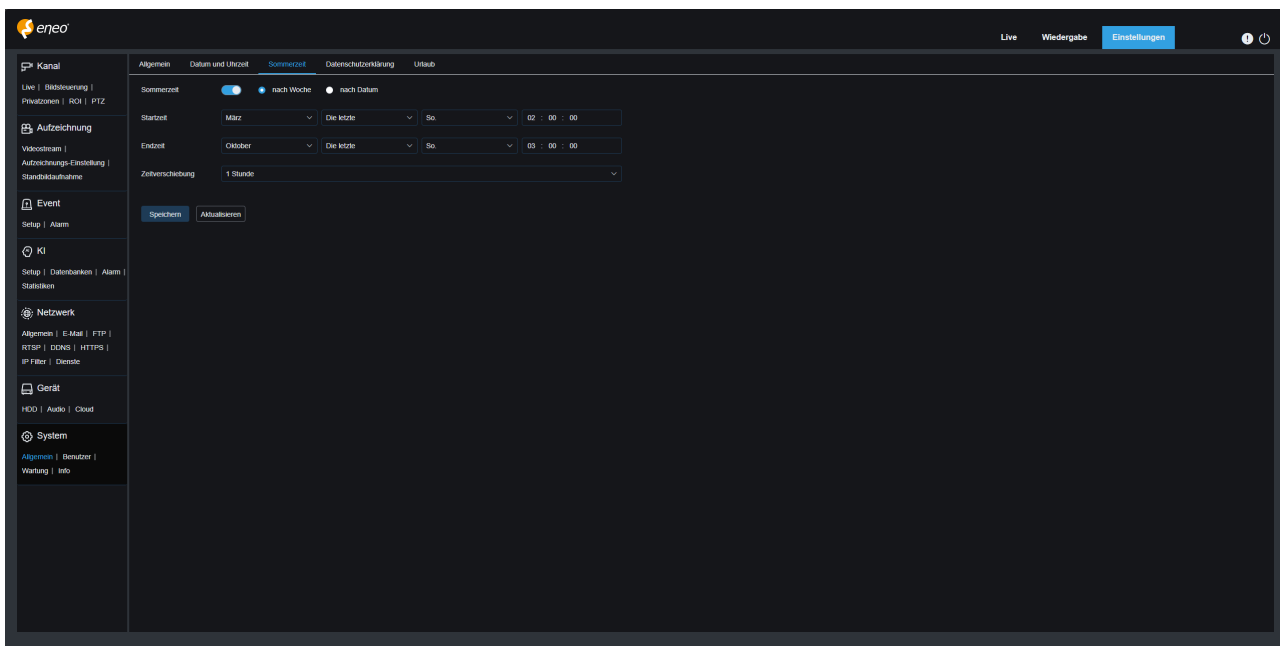 eneo
Live Wiedergabe Einstellungen
Kanal
Live | Bildsteuerung |
Privatzonen | ROI | PTZ
Aufzeichnung
Videostream |
Aufzeichnungs-Einstellung |
Standbildaufnahme
Event
Setup | Alarm
KI
Setup | Datenbanken | Alarm |
Statistiken
Netzwerk
Allgemein | E-Mail | FTP |
RTSP | DDNS | HTTPS |
IP Filter | Dienste
Gerät
HDD | Audio | Cloud
System
Allgemein | Benutzer |
Wartung | Info
Allgemein Datum und Uhrzeit Sommerzeit Datenschutzerklärung Urlaub
Sommerzeit nach Woche nach Datum
Startzeit März Die letzte So. 02 : 00 : 00
Endzeit Oktober Die letzte So. 03 : 00 : 00
Zeitverschiebung 1 Stunde
Speichern Aktualisieren